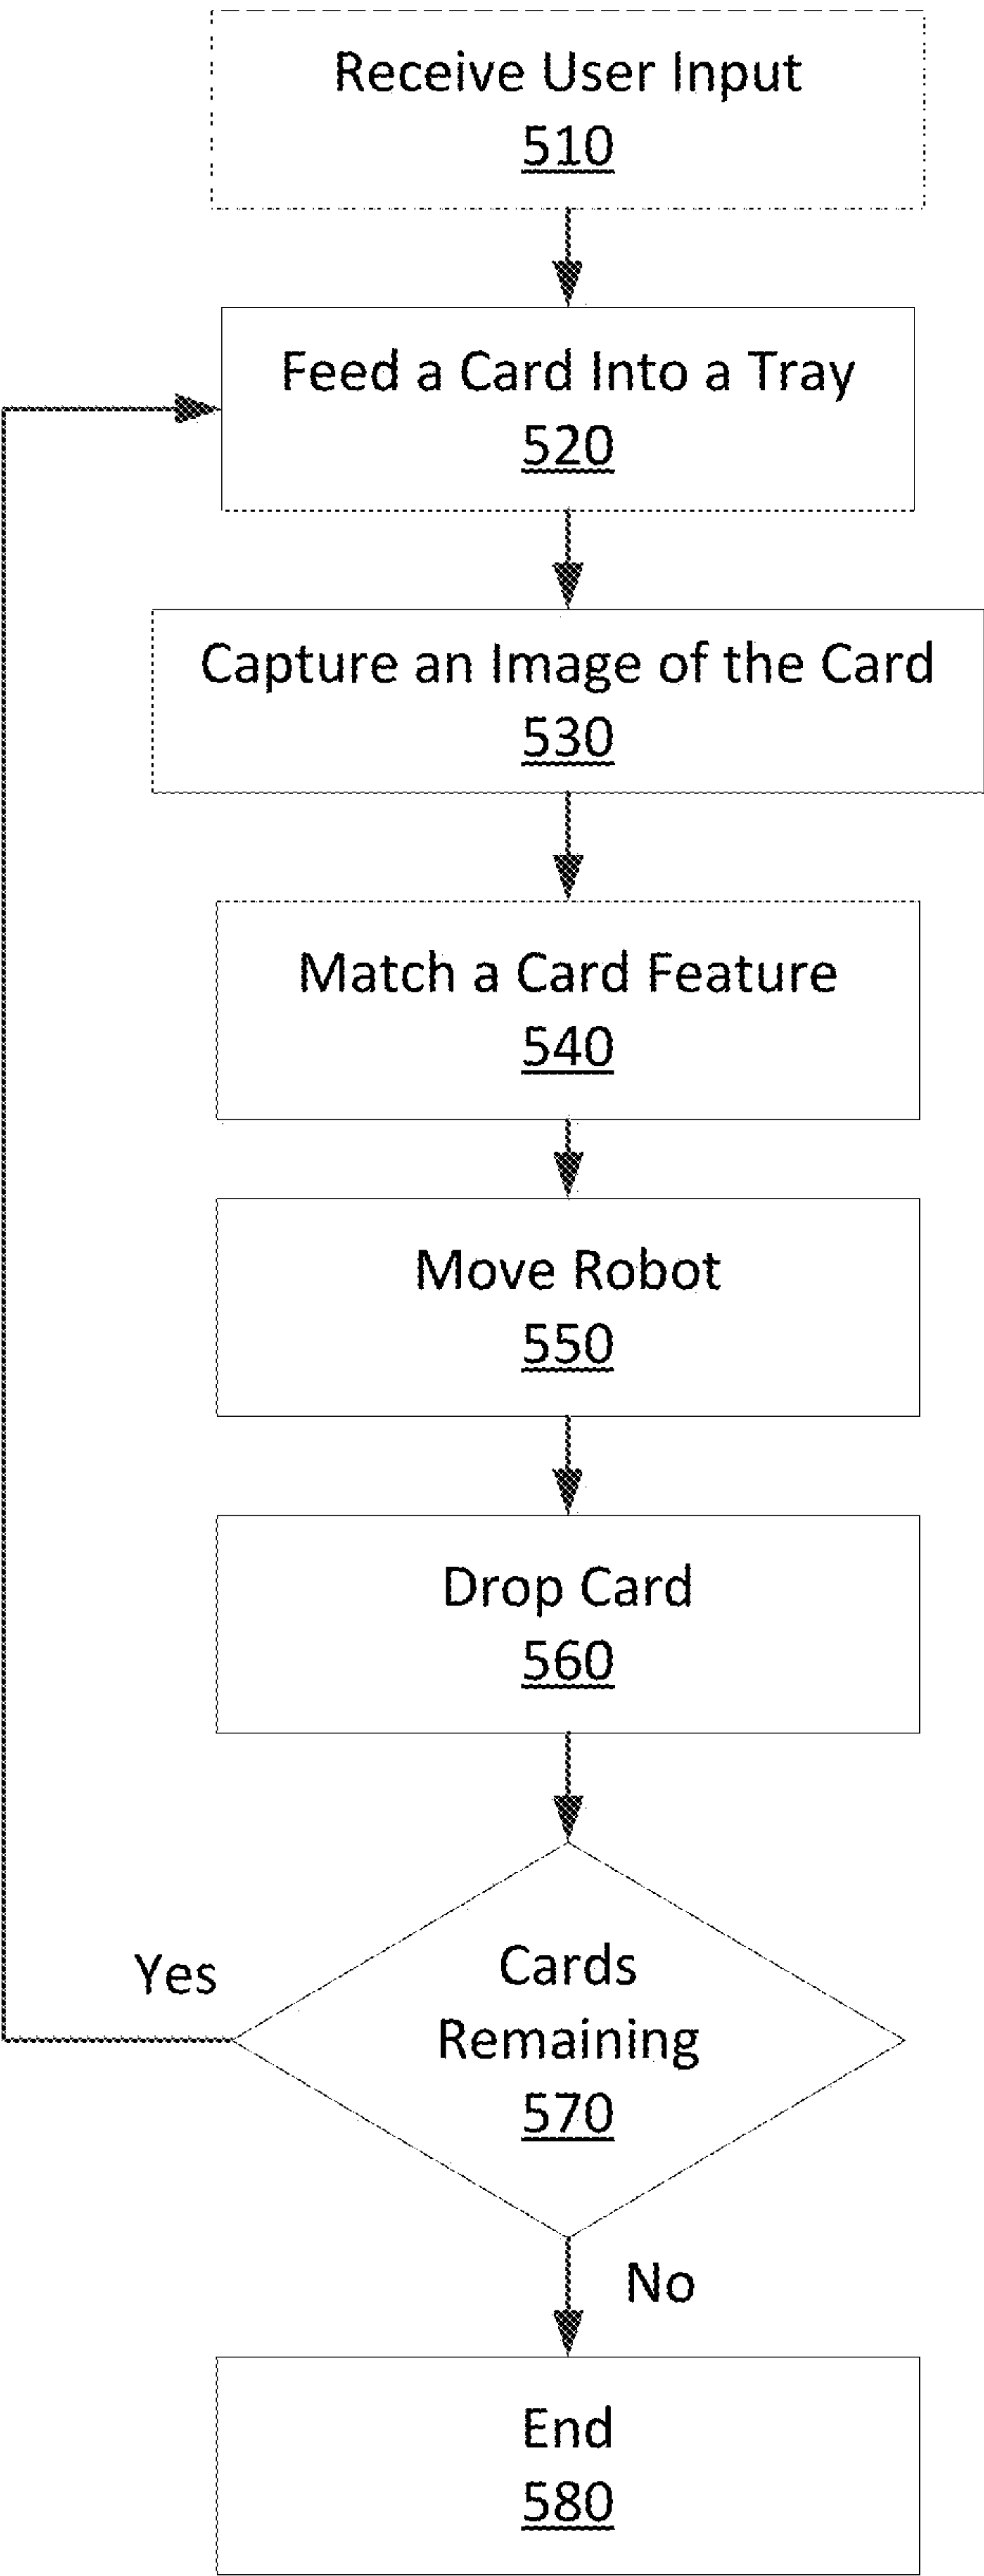 Receive User Input
510
Feed a Card Into a Tray
520
Capture an Image of the Card
530
Match a Card Feature
540
Move Robot
550
Drop Card
560
Yes
Cards
Remaining
570
No
End
580